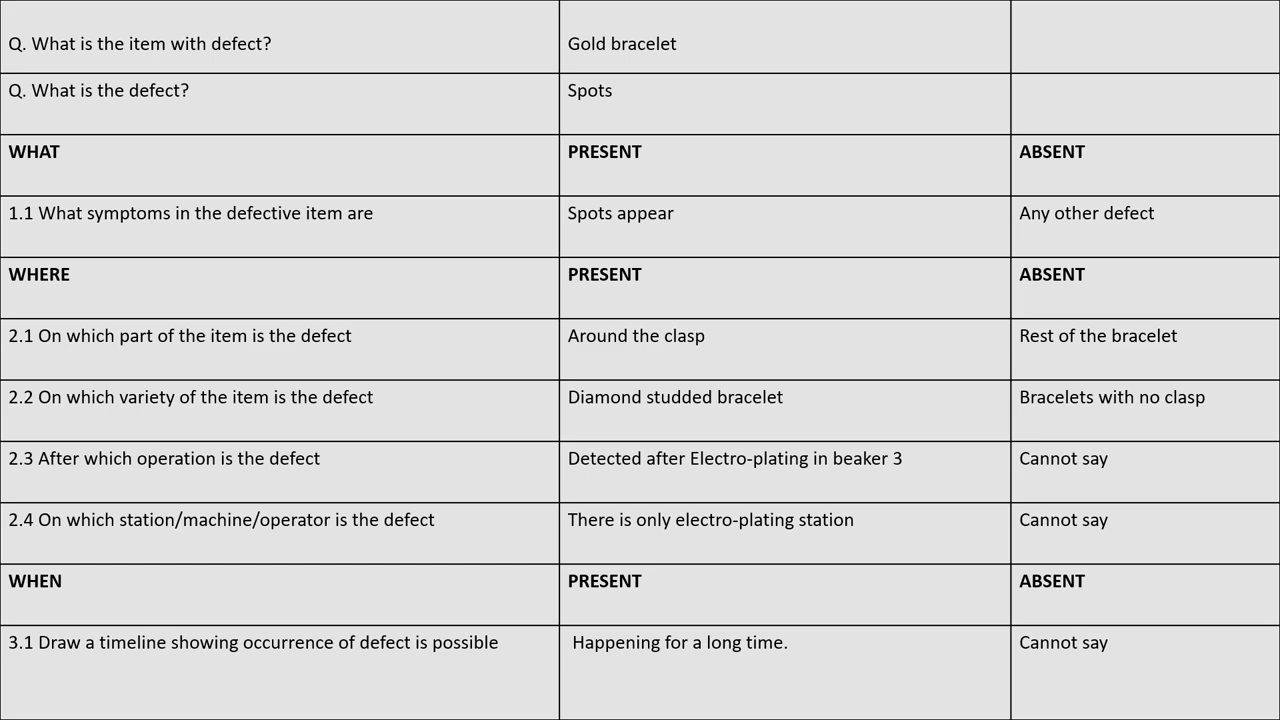 Q. What is the item with defect?
Gold bracelet
Q. What is the defect?
Spots
WHAT
PRESENT
ABSENT
1.1 What symptoms in the defective item are
Spots appear
Any other defect
WHERE
PRESENT
ABSENT
2.1 On which part of the item is the defect
Around the clasp
Rest of the bracelet
2.2 On which variety of the item is the defect
Diamond studded bracelet
Bracelets with no clasp
2.3 After which operation is the defect
Detected after Electro-plating in beaker 3
Cannot say
2.4 On which station/machine/operator is the defect
There is only electro-plating station
Cannot say
WHEN
PRESENT
ABSENT
3.1 Draw a timeline showing occurrence of defect is possible
Happening for a long time.
Cannot say